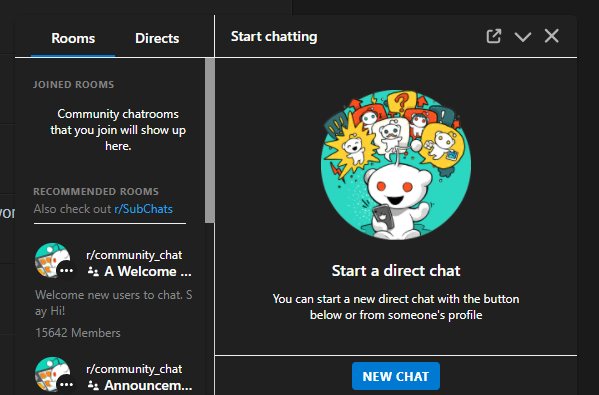 Rooms
Directs
Start chatting
JOINED ROOMS
Community chatrooms
that you join will show up
here.
RECOMMENDED ROOMS
Also check out r/SubChats
r/community_chat
A Welcome ...
Welcome new users to chat. S
ay Hi!
15642 Members
r/community_chat
Announcem...
Start a direct chat
You can start a new direct chat with the button
below or from someone's profile
NEW CHAT